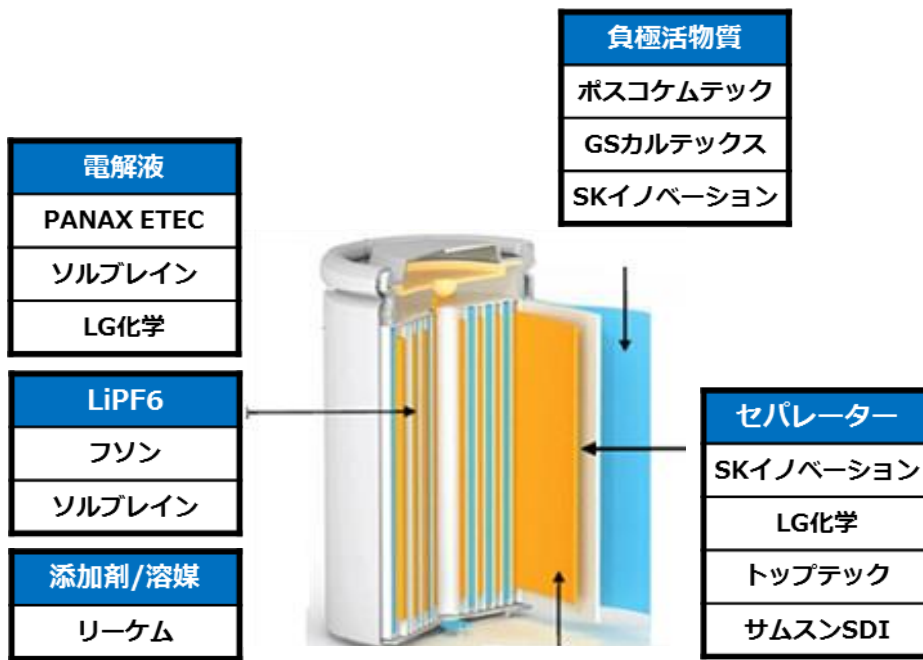 負極活物質
ポスコケムテック
GSカルテックス
SKイノベーション
電解液
PANAX ETEC
ソルブレイン
LG化学
LiPF6
フソン
ソルブレイン
添加剤/溶媒
リーケム
セパレーター
SKイノベーション
LG化学
トップテック
サムスンSDI